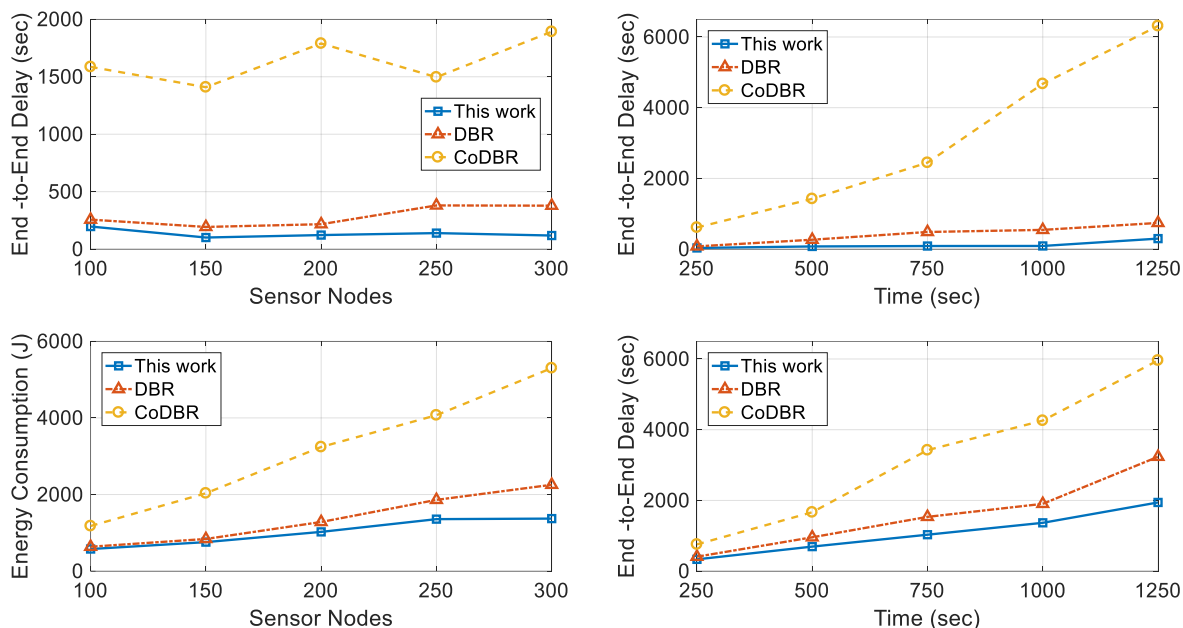 End -to-End Delay (sec)
2000
1500
1000
500
0
This work
DBR
CoDBR
100 150 200 250 300
Sensor Nodes
End -to-End Delay (sec)
6000
4000
2000
0
This work
DBR
CoDBR
250 500 750 1000 1250
Time (sec)
Energy Consumption (J)
6000
4000
2000
0
This work
DBR
CoDBR
100 150 200 250 300
Sensor Nodes
End -to-End Delay (sec)
6000
4000
2000
0
This work
DBR
CoDBR
250 500 750 1000 1250
Time (sec)